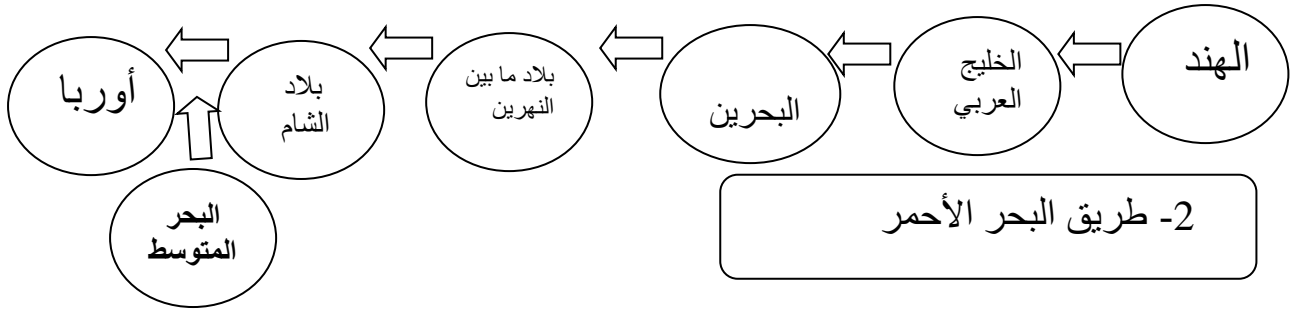 الهند
الخليج
العربي
البحرين
بلاد ما بين
النهرين
بلاد
الشام
أوربا
البحر
المتوسط
2- طريق البحر الأحمر